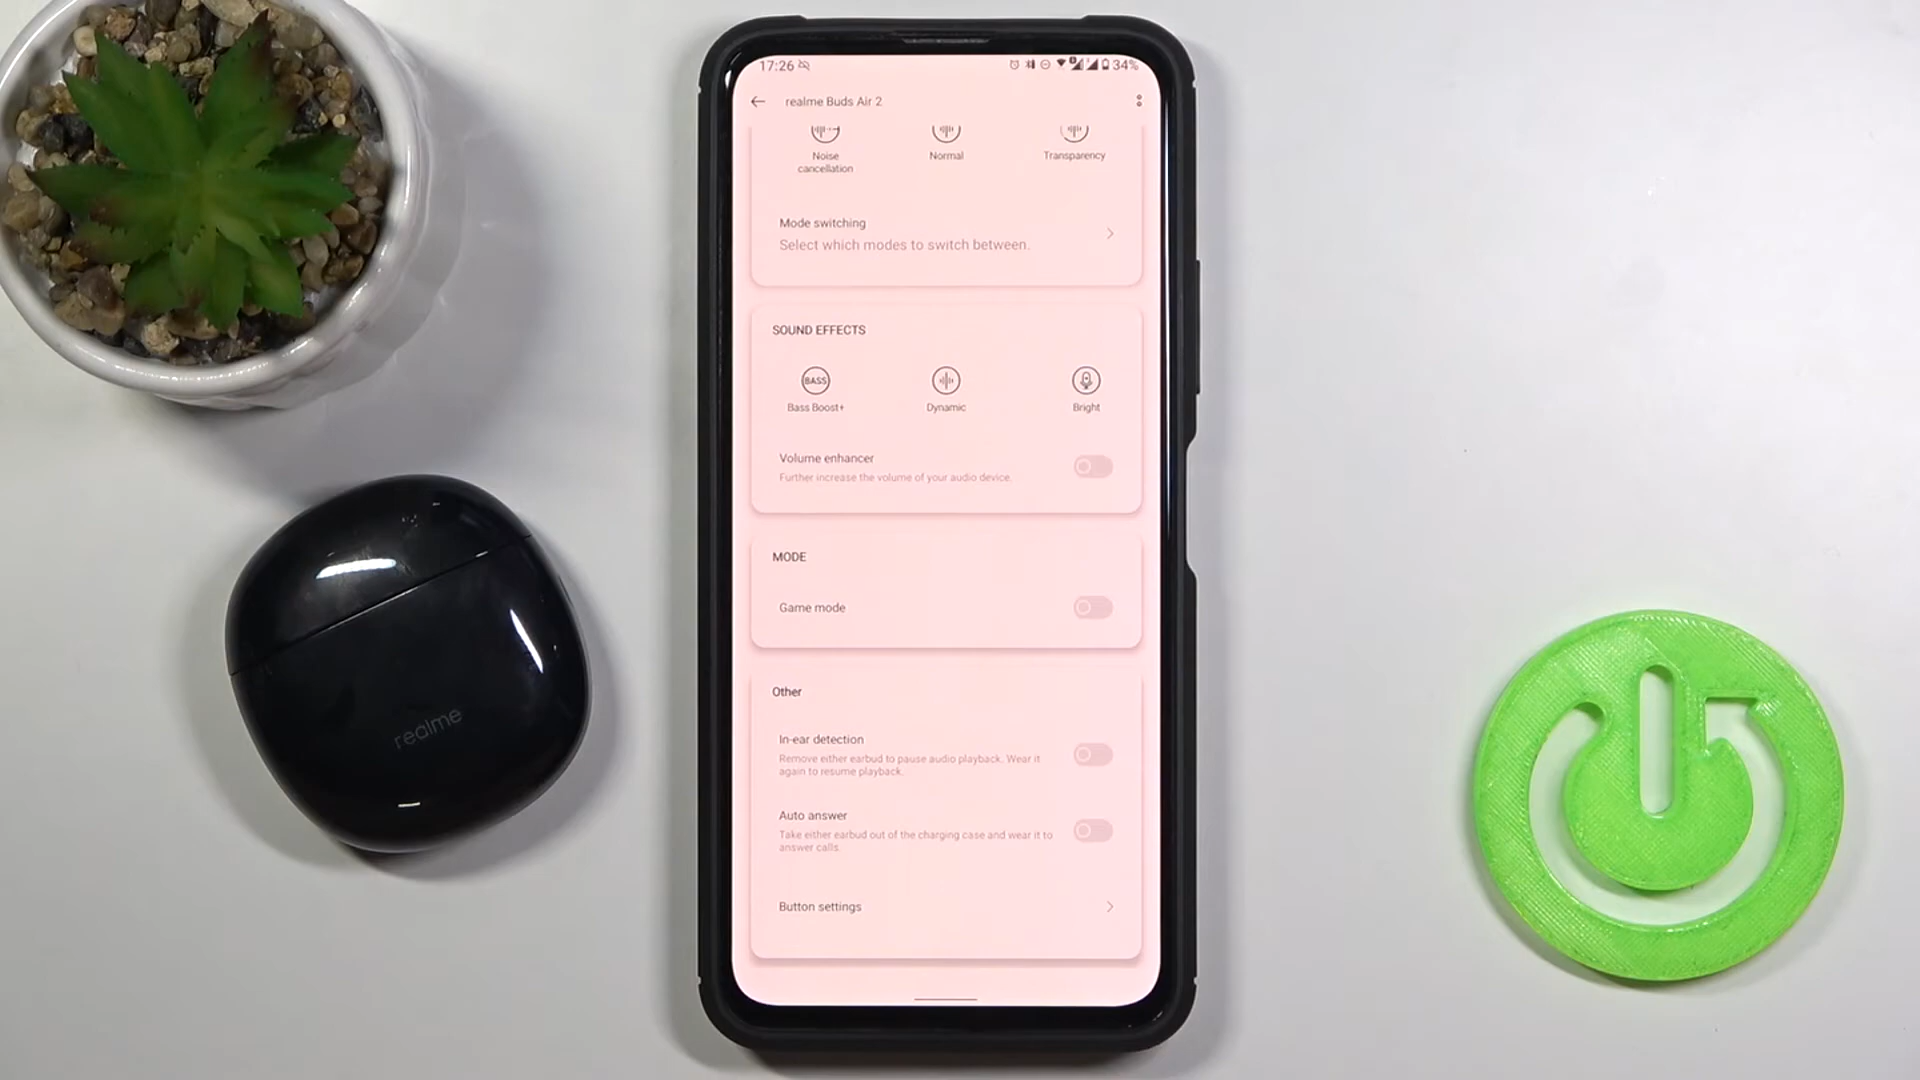 17:26
34%
realme Buds Air 2
Noise
cancellation
Normal
Transparency
Mode switching
Select which modes to switch between.
SOUND EFFECTS
BASS
Bass Boost+
Dynamic
Bright
Volume enhancer
Further increase the volume of your audio device.
MODE
Game mode
Other
In-ear detection
Remove either earbud to pause audio playback. Wear it
again to resume playback.
Auto answer
Take either earbud out of the charging case and wear it to
answer calls.
Button settings
realme